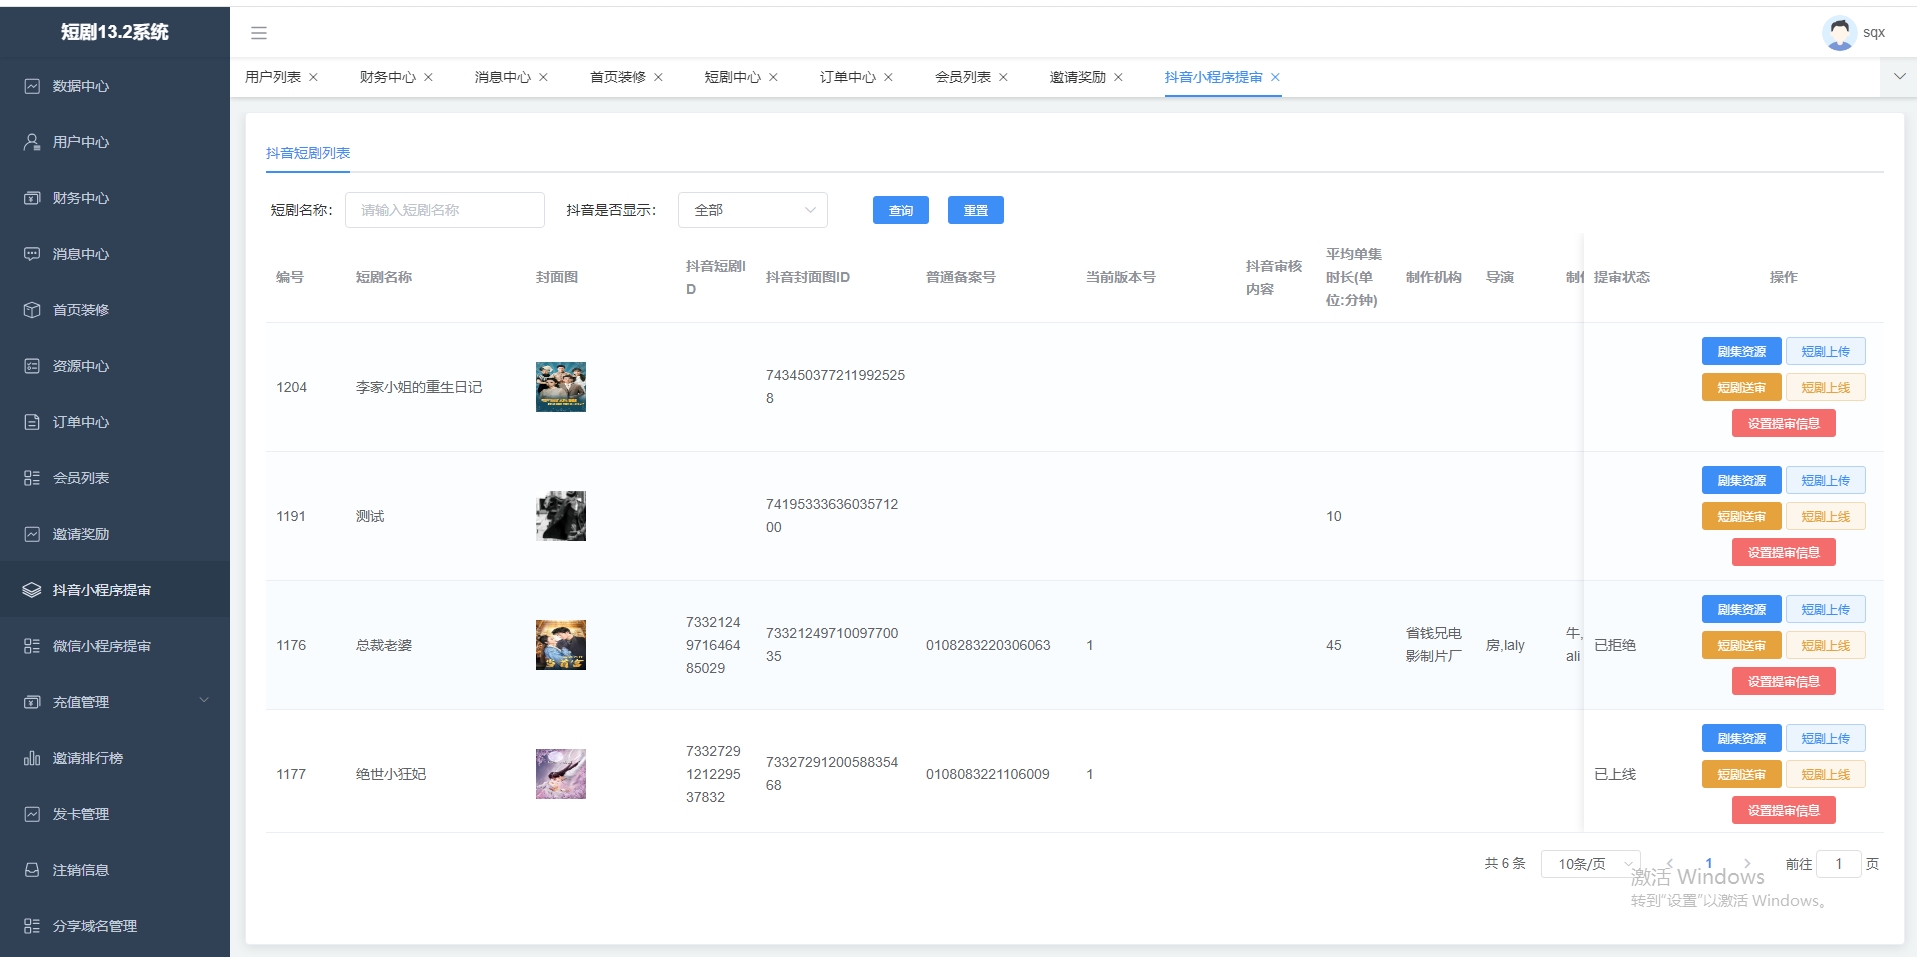 短剧13.2系统
sqx
数据中心
用户中心
财务中心
消息中心
首页装修
资源中心
订单中心
会员列表
邀请奖励
抖音小程序提审
微信小程序提审
充值管理
邀请排行榜
发卡管理
注销信息
分享域名管理
用户列表 财务中心 消息中心 首页装修 短剧中心 订单中心 会员列表 邀请奖励 抖音小程序提审
抖音短剧列表
短剧名称: 请输入短剧名称 抖音是否显示: 全部 查询 重置
编号 短剧名称 封面图 抖音短剧I
D 抖音封面图ID 普通备案号 当前版本号 抖音审核
内容 平均单集
时长(单
位:分钟) 制作机构 导演 提审状态 操作
1204 李家小姐的重生日记 743450377211992525
8
剧集资源 短剧上传
短剧送审 短剧上线
设置提审信息
1191 测试 74195333636035712
00 10
剧集资源 短剧上传
短剧送审 短剧上线
设置提审信息
1176 总裁老婆 7332124
9716464
85029 73321249710097700
35 0108283220306063 1 45 省钱兄电
影制片厂 房,laly 牛,
ali 已拒绝
剧集资源 短剧上传
短剧送审 短剧上线
设置提审信息
1177 绝世小狂妃 7332729
1212295
37832 73327291200588354
68 0108083221106009 1 已上线
剧集资源 短剧上传
短剧送审 短剧上线
设置提审信息
共 6 条 10条/页 1 前往 1 页
激活 Windows
转到“设置”以激活 Windows。